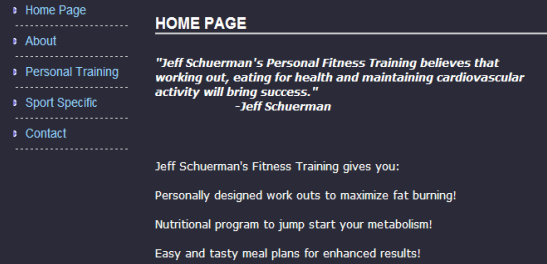 Home Page
About
Personal Training
Sport Specific
Contact
HOME PAGE
"Jeff Schuerman's Personal Fitness Training believes that
working out, eating for health and maintaining cardiovascular
activity will bring success."
-Jeff Schuerman
Jeff Schuerman's Fitness Training gives you:
Personally designed work outs to maximize fat burning!
Nutritional program to jump start your metabolism!
Easy and tasty meal plans for enhanced results!